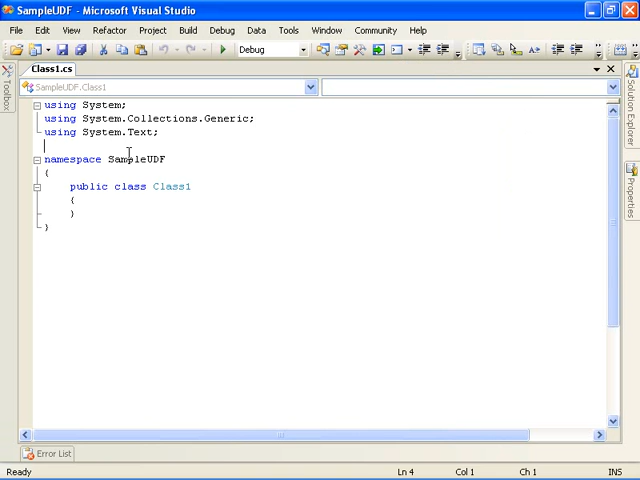 SampleUDF - Microsoft Visual Studio
File Edit View Refactor Project Build Debug Data Tools Window Community Help
Debug
Class1.cs
SampleUDF.Class1
using System;
using System.Collections.Generic;
using System.Text;
namespace SampleUDF
{
public class Class1
{
}
}
Toolbox
Solution Explorer
Properties
Error List
Ready Ln 4 Col 1 Ch 1 INS